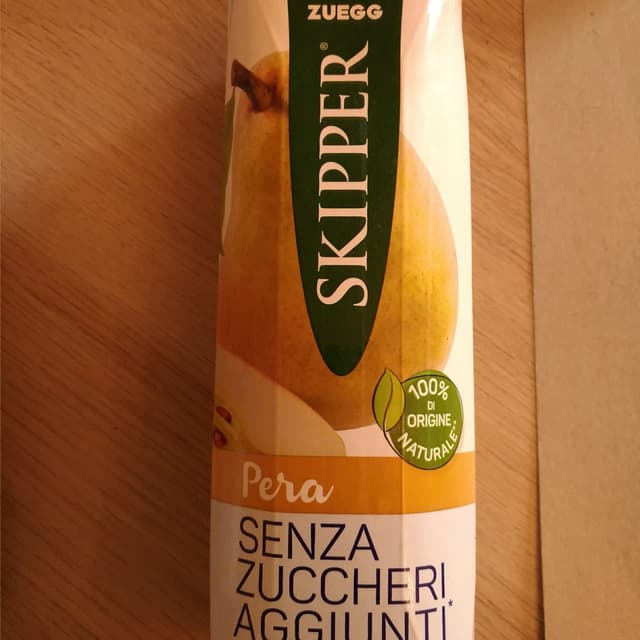 ZUEGG
SKIPPER®
100%
DI
ORIGINE
NATURALE**
Pera
SENZA
ZUCCHERI
AGGIUNTI*